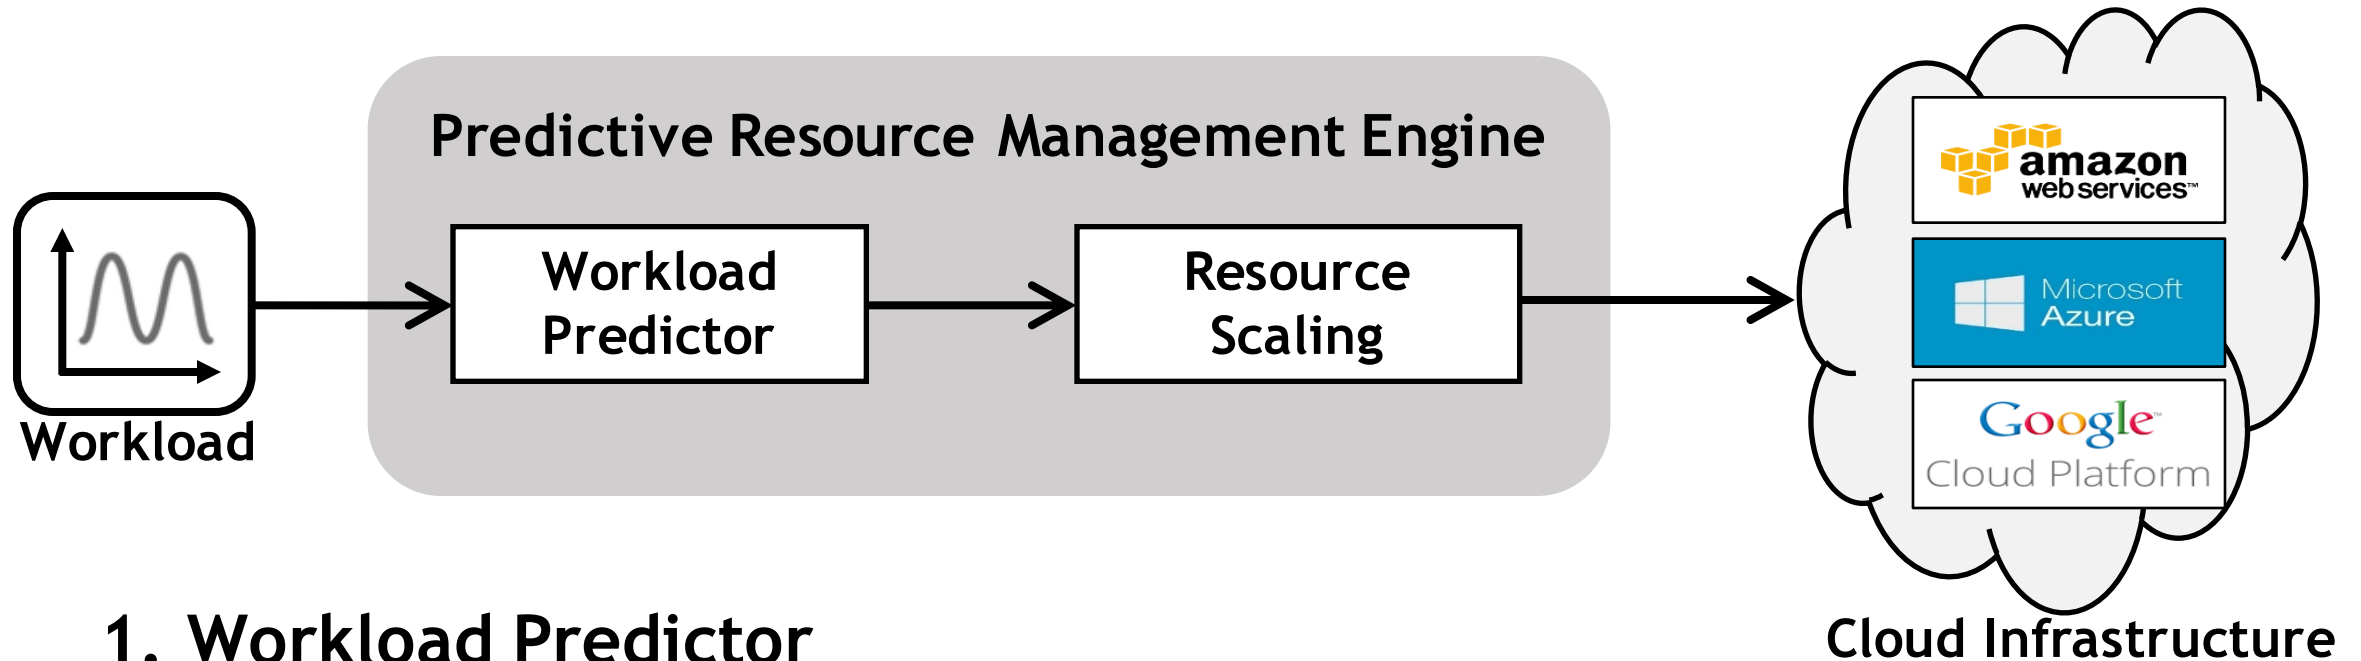 Predictive Resource Management Engine
Workload
Predictor
Resource
Scaling
Workload
amazon
web services™
Microsoft
Azure
Google™
Cloud Platform
Cloud Infrastructure
1. Workload Predictor